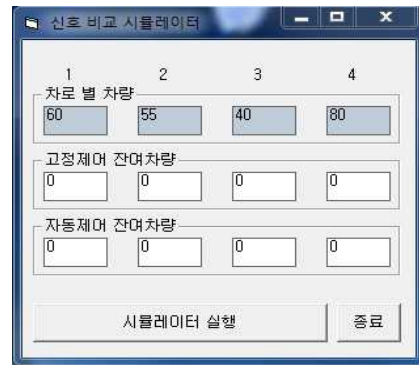 신호 비교 시뮬레이터
1 2 3 4
차로 별 차량
60 55 40 80
고정제어 잔여차량
0 0 0 0
자동제어 잔여차량
0 0 0 0
시뮬레이터 실행 종료